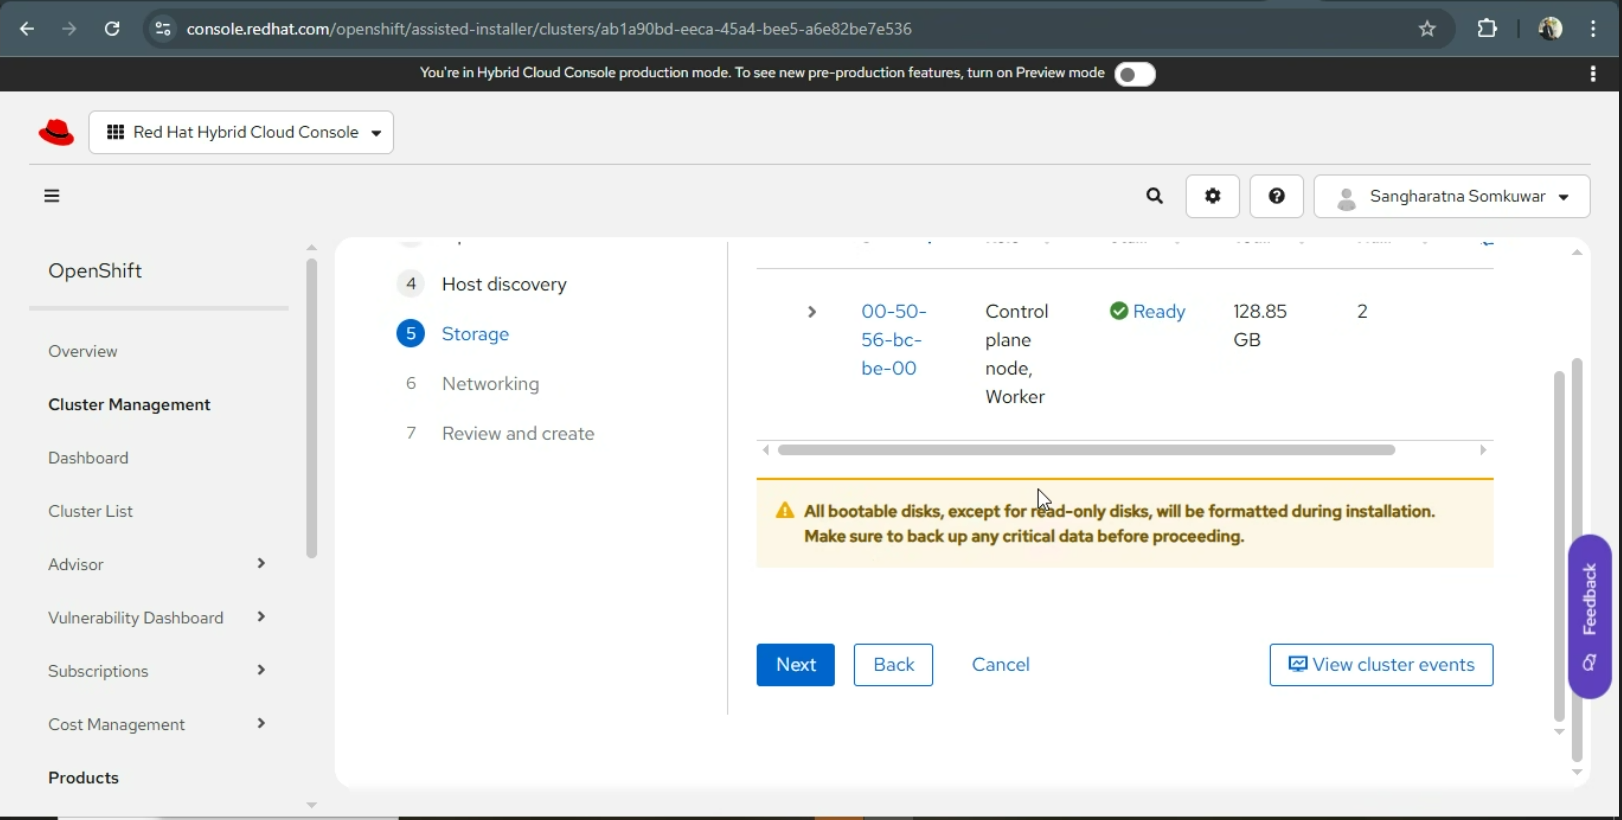 console.redhat.com/openshift/assisted-installer/clusters/ab1a90bd-eeca-45a4-bee5-a6e82be7e536
You're in Hybrid Cloud Console production mode. To see new pre-production features, turn on Preview mode
Red Hat Hybrid Cloud Console
Sangharatna Somkuwar
OpenShift
Overview
Cluster Management
Dashboard
Cluster List
Advisor
Vulnerability Dashboard
Subscriptions
Cost Management
Products
4 Host discovery
5 Storage
6 Networking
7 Review and create
00-50-
56-bc-
be-00
Control
plane
node,
Worker
Ready
128.85
GB
2
All bootable disks, except for read-only disks, will be formatted during installation.
Make sure to back up any critical data before proceeding.
Next
Back
Cancel
View cluster events
Feedback